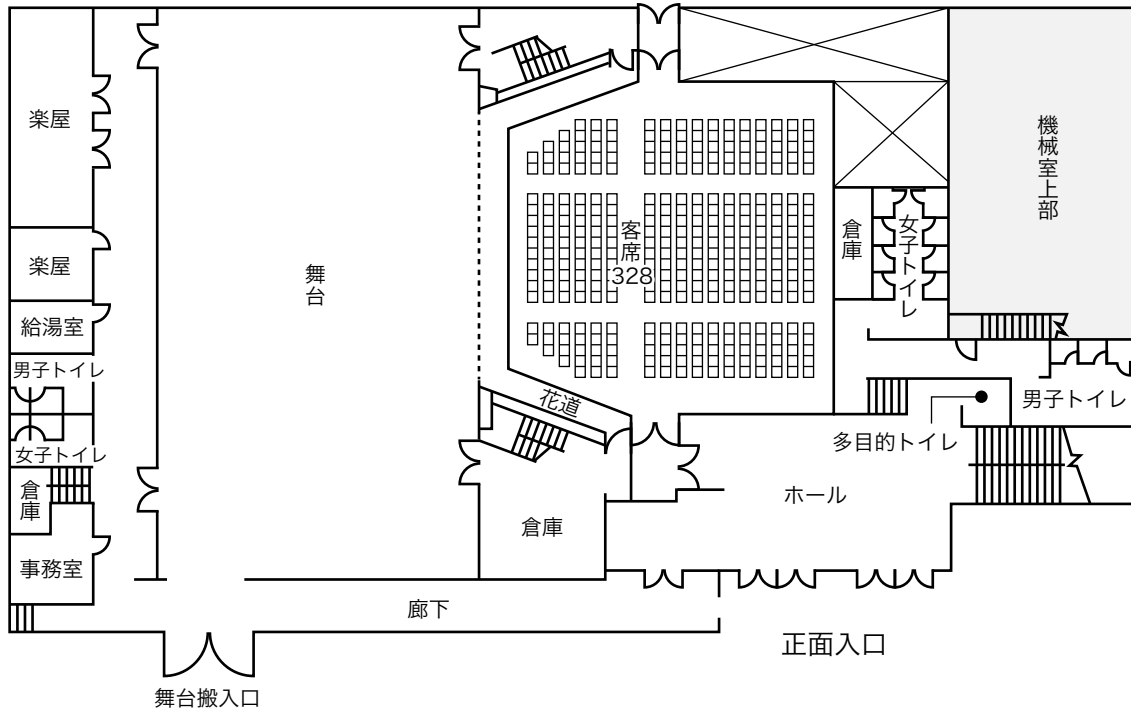 楽屋
機械室上部
客席
328
倉庫
女子トイレ
楽屋
舞台
給湯室
男子トイレ
花道
男子トイレ
多目的トイレ
女子トイレ
倉庫
ホール
倉庫
事務室
廊下
正面入口
舞台搬入口